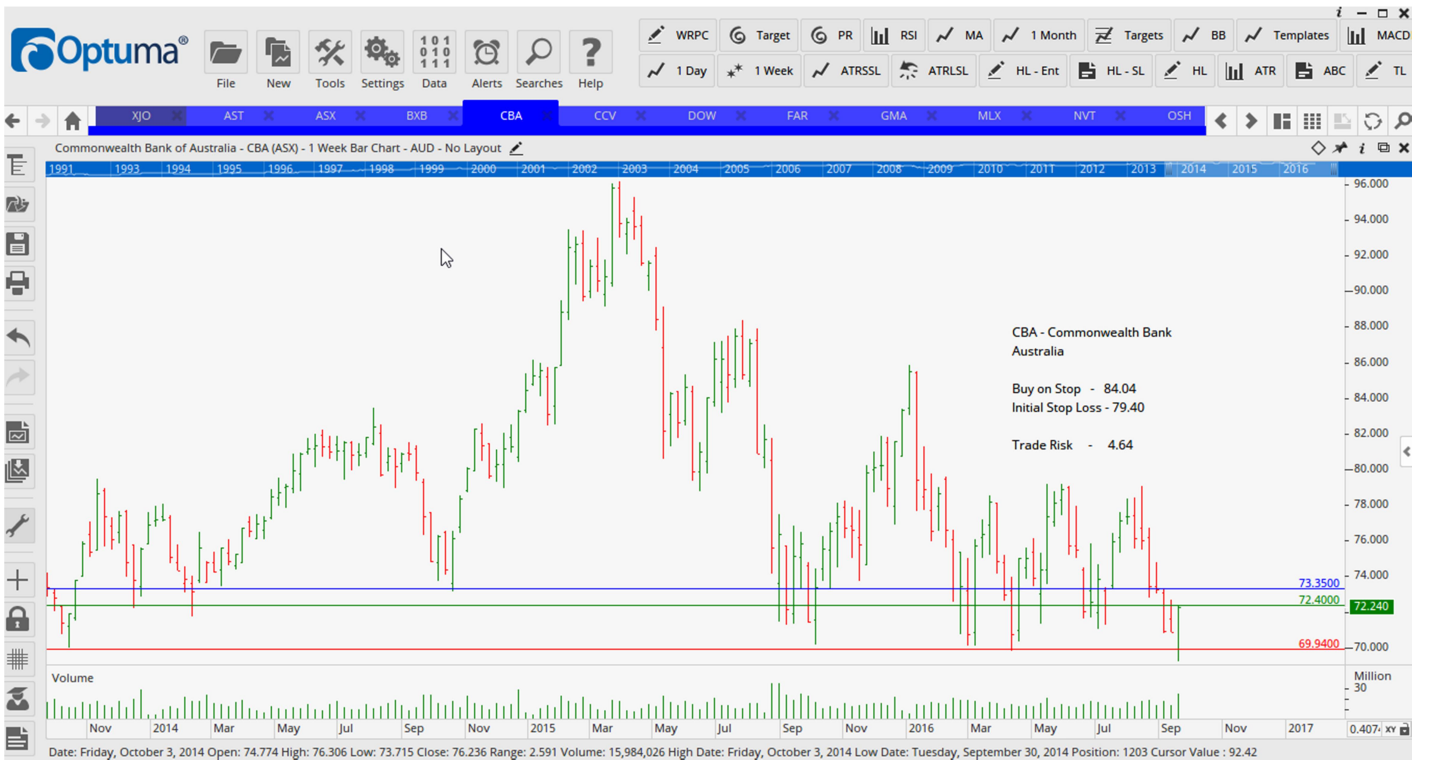 i
Optuma®
File
New
Tools
Settings
101
010
111
Data
Alerts
Searches
?
Help
WRPC
Target
PR
RSI
MA
1 Month
Targets
BB
Templates
MACD
1 Day
1 Week
ATRSSL
ATRLSL
HL - Ent
HL - SL
HL
ATR
ABC
TL
XJO
AST
ASX
BXB
CBA
CCV
DOW
FAR
GMA
MLX
NVT
OSH
Commonwealth Bank of Australia - CBA (ASX) - 1 Week Bar Chart - AUD - No Layout
i
1991 1993 1994 1995 1996 1997 1998 1999 2000 2001 2002 2003 2004 2005 2006 2007 2008 2009 2010 2011 2012 2013 2014 2015 2016
96.000
94.000
92.000
90.000
88.000
86.000
84.000
82.000
80.000
78.000
76.000
74.000
72.240
70.000
CBA - Commonwealth Bank
Australia
Buy on Stop - 84.04
Initial Stop Loss - 79.40
Trade Risk - 4.64
73.3500
72.4000
69.9400
Volume
Million
30
Nov 2014 Mar May Jul Sep Nov 2015 Mar May Jul Sep Nov 2016 Mar May Jul Sep Nov 2017
0.407 XY
Date: Friday, October 3, 2014 Open: 74.774 High: 76.306 Low: 73.715 Close: 76.236 Range: 2.591 Volume: 15,984,026 High Date: Friday, October 3, 2014 Low Date: Tuesday, September 30, 2014 Position: 1203 Cursor Value : 92.42